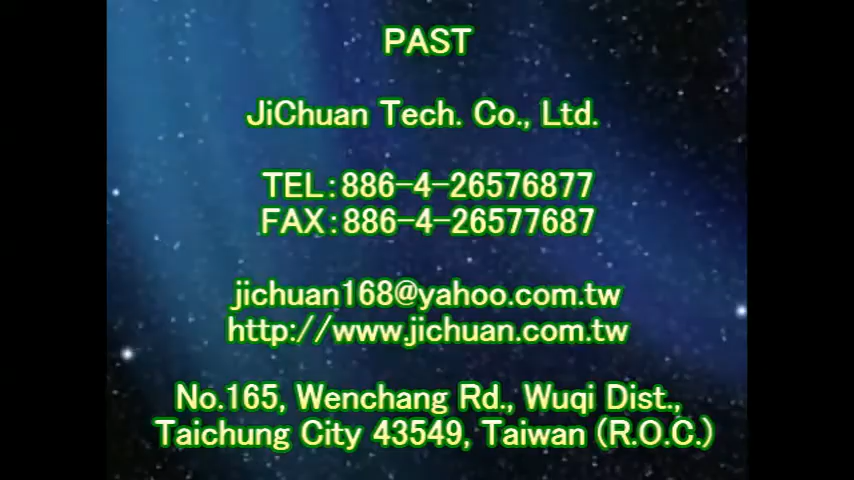 PAST
JiChuan Tech. Co., Ltd.
TEL:886-4-26576877
FAX:886-4-26577687
jichuan168@yahoo.com.tw
http://www.jichuan.com.tw
No.165, Wenchang Rd., Wuqi Dist.,
Taichung City 43549, Taiwan (R.O.C.)